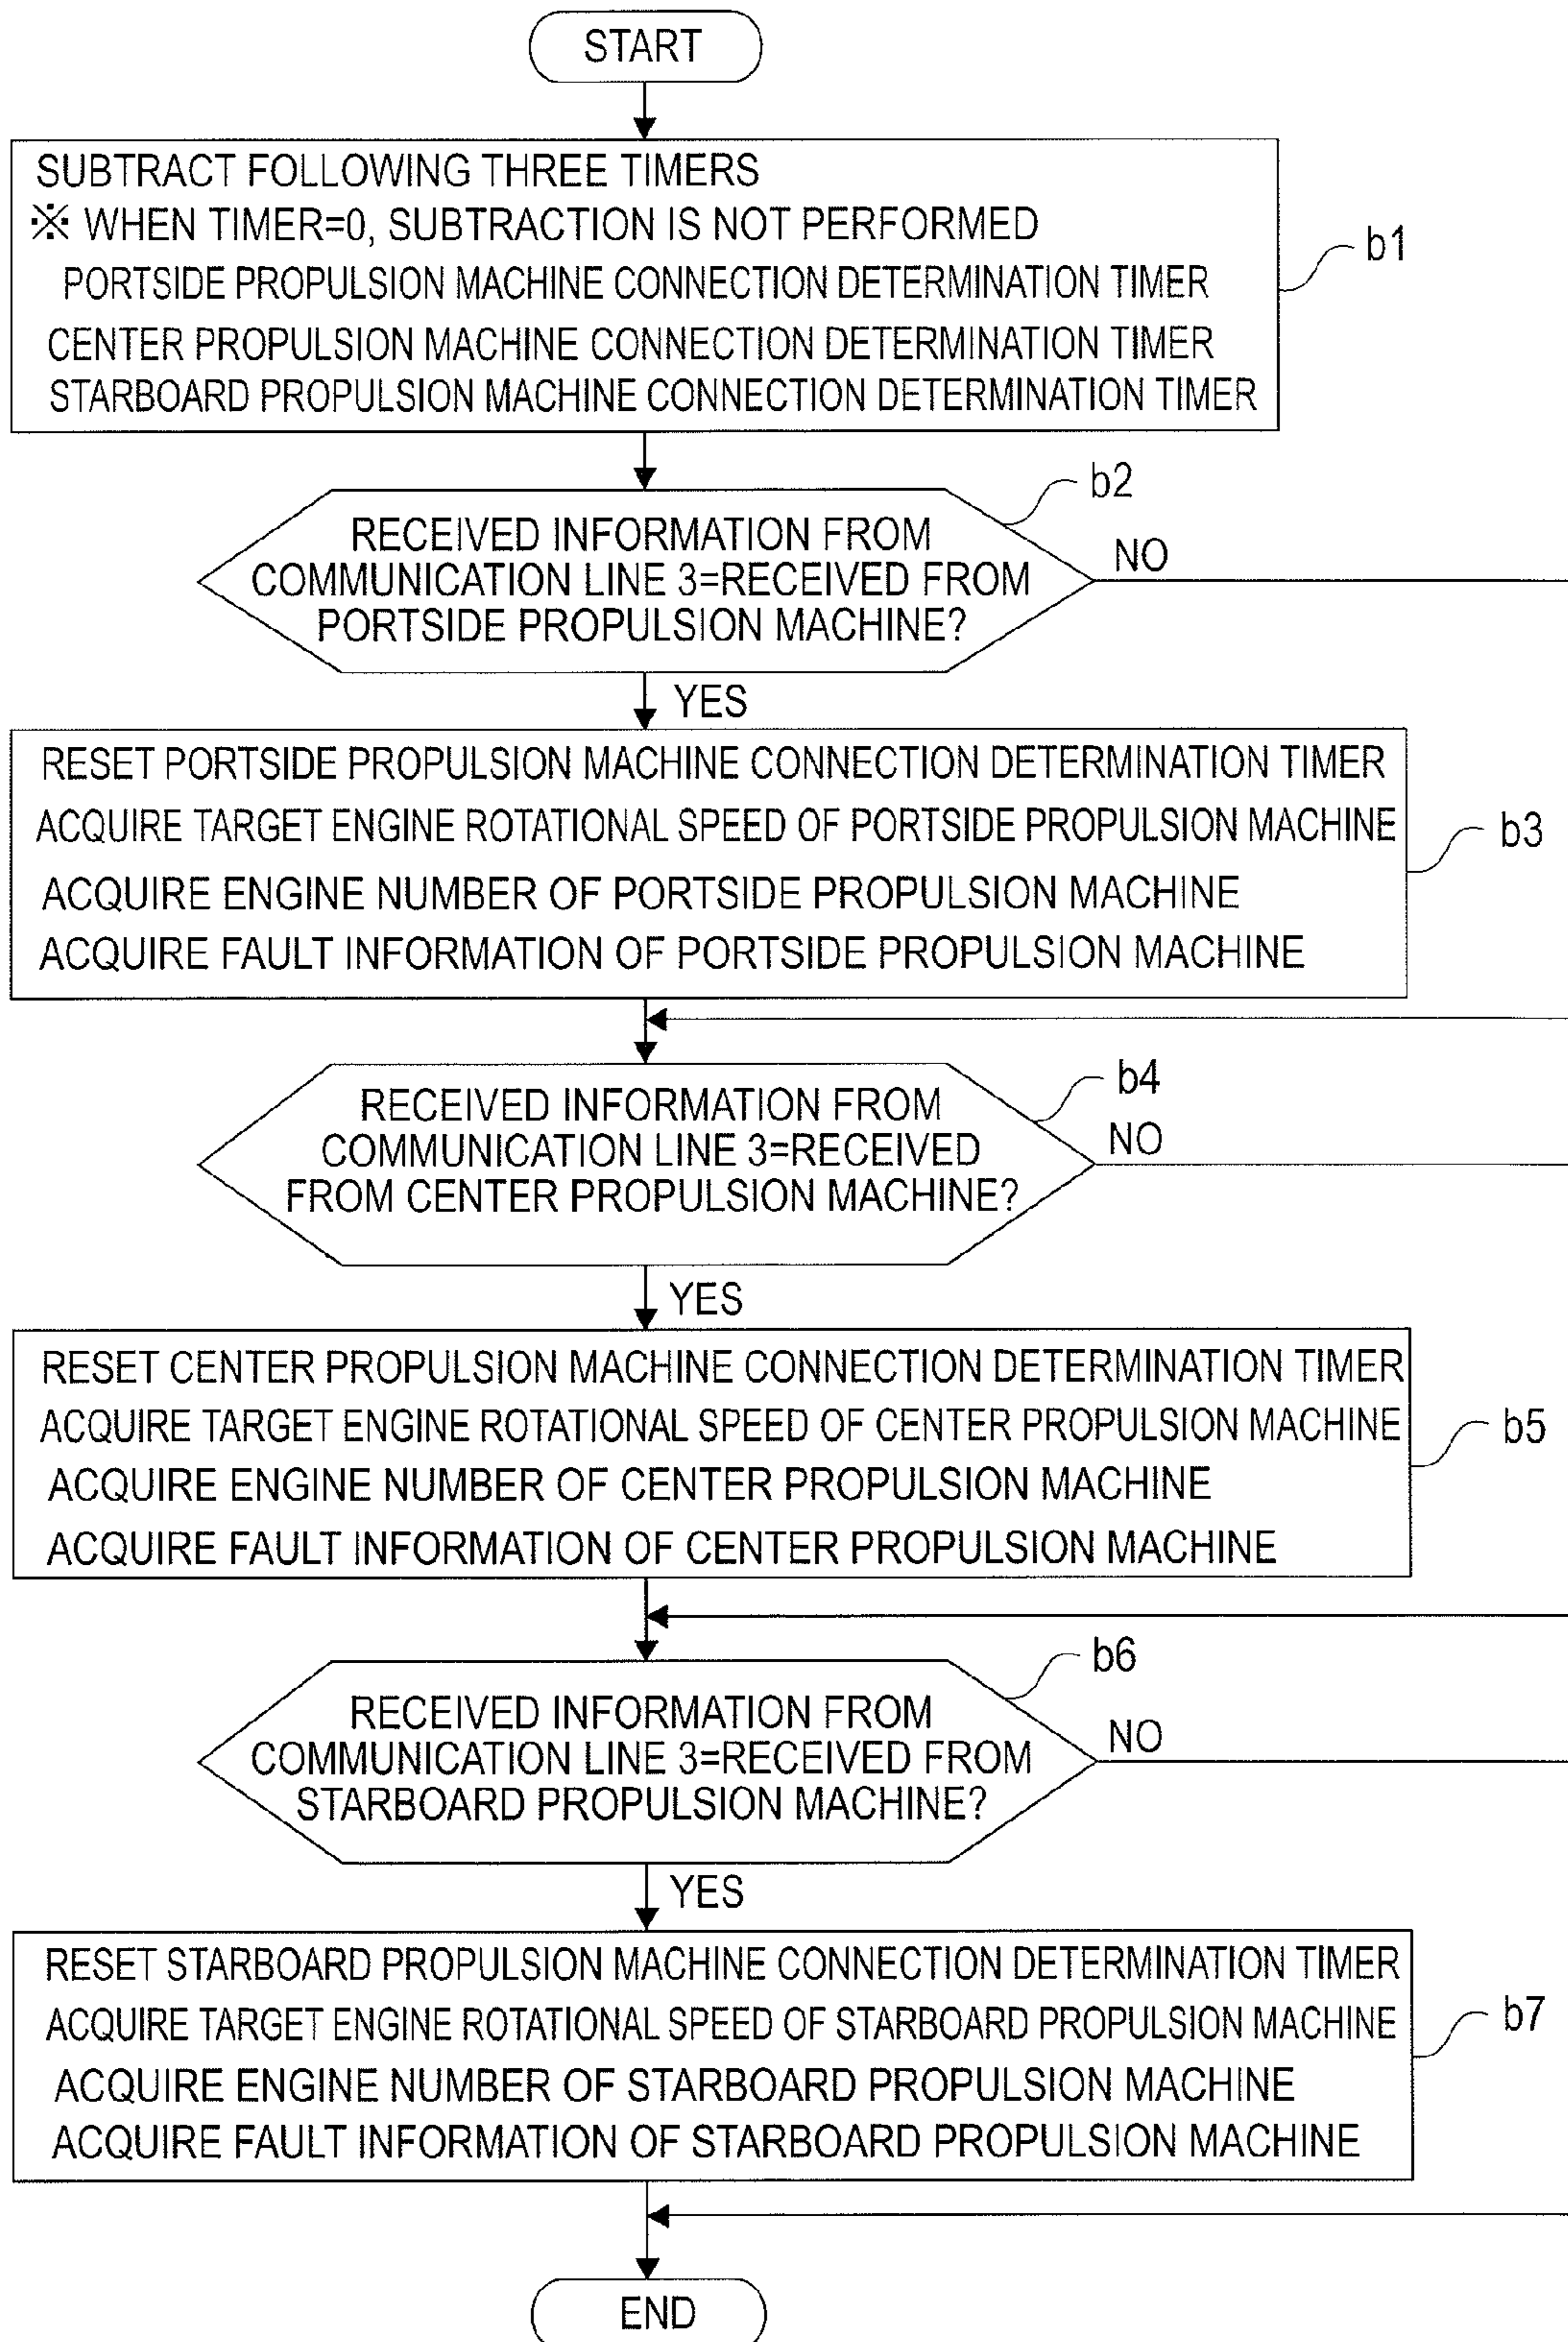 START
SUBTRACT FOLLOWING THREE TIMERS
※ WHEN TIMER=0, SUBTRACTION IS NOT PERFORMED
PORTSIDE PROPULSION MACHINE CONNECTION DETERMINATION TIMER
CENTER PROPULSION MACHINE CONNECTION DETERMINATION TIMER
STARBOARD PROPULSION MACHINE CONNECTION DETERMINATION TIMER
b1
b2
RECEIVED INFORMATION FROM
COMMUNICATION LINE 3=RECEIVED FROM
PORTSIDE PROPULSION MACHINE?
NO
YES
RESET PORTSIDE PROPULSION MACHINE CONNECTION DETERMINATION TIMER
ACQUIRE TARGET ENGINE ROTATIONAL SPEED OF PORTSIDE PROPULSION MACHINE
ACQUIRE ENGINE NUMBER OF PORTSIDE PROPULSION MACHINE
ACQUIRE FAULT INFORMATION OF PORTSIDE PROPULSION MACHINE
b3
b4
RECEIVED INFORMATION FROM
COMMUNICATION LINE 3=RECEIVED
FROM CENTER PROPULSION MACHINE?
NO
YES
RESET CENTER PROPULSION MACHINE CONNECTION DETERMINATION TIMER
ACQUIRE TARGET ENGINE ROTATIONAL SPEED OF CENTER PROPULSION MACHINE
ACQUIRE ENGINE NUMBER OF CENTER PROPULSION MACHINE
ACQUIRE FAULT INFORMATION OF CENTER PROPULSION MACHINE
b5
b6
RECEIVED INFORMATION FROM
COMMUNICATION LINE 3=RECEIVED FROM
STARBOARD PROPULSION MACHINE?
NO
YES
RESET STARBOARD PROPULSION MACHINE CONNECTION DETERMINATION TIMER
ACQUIRE TARGET ENGINE ROTATIONAL SPEED OF STARBOARD PROPULSION MACHINE
ACQUIRE ENGINE NUMBER OF STARBOARD PROPULSION MACHINE
ACQUIRE FAULT INFORMATION OF STARBOARD PROPULSION MACHINE
b7
END